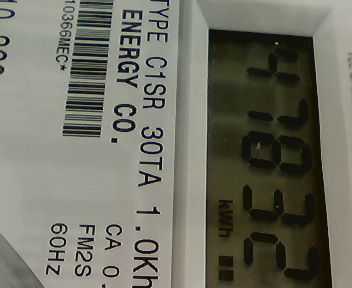 47832
kWh
TYPE C1SR 30TA 1.0Kh
ENERGY CO.
CA 0.
FM2S
60HZ
10366MEC*